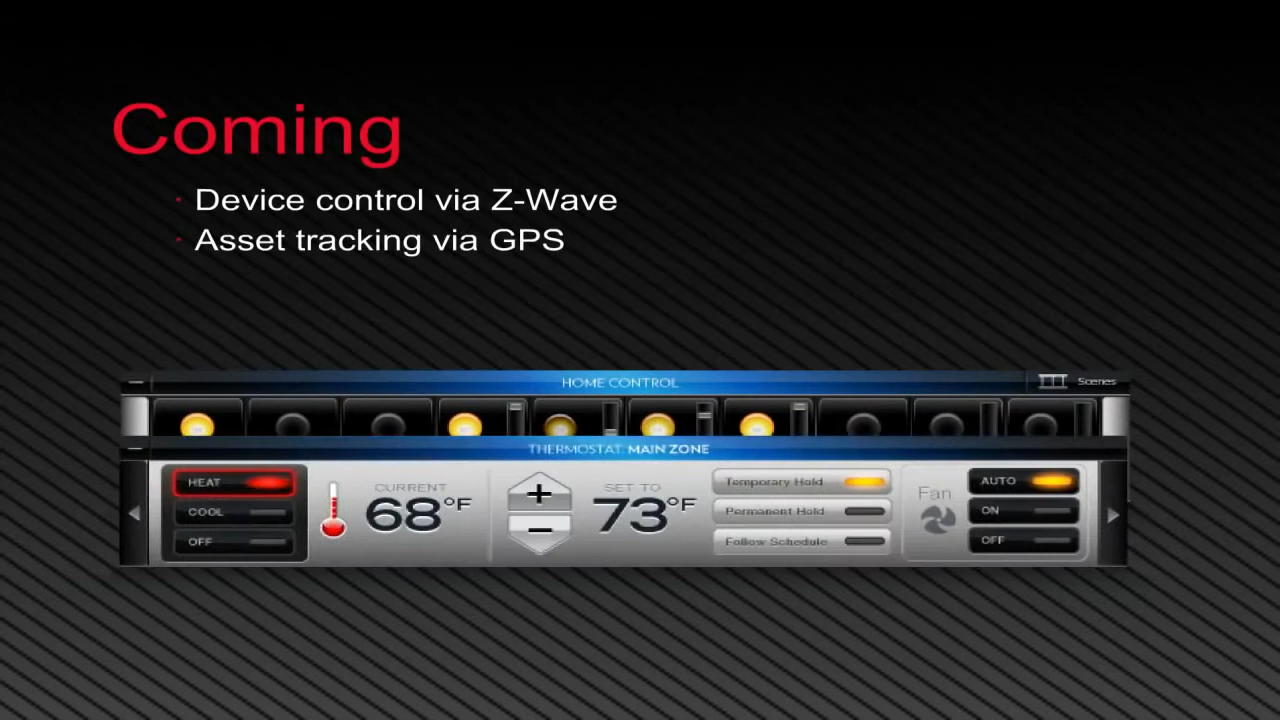 Coming
· Device control via Z-Wave
· Asset tracking via GPS
HOME CONTROL
Scenes
THERMOSTAT: MAIN ZONE
HEAT
COOL
OFF
CURRENT
68°F
+
−
SET TO
73°F
Temporary Hold
Permanent Hold
Follow Schedule
Fan
AUTO
ON
OFF